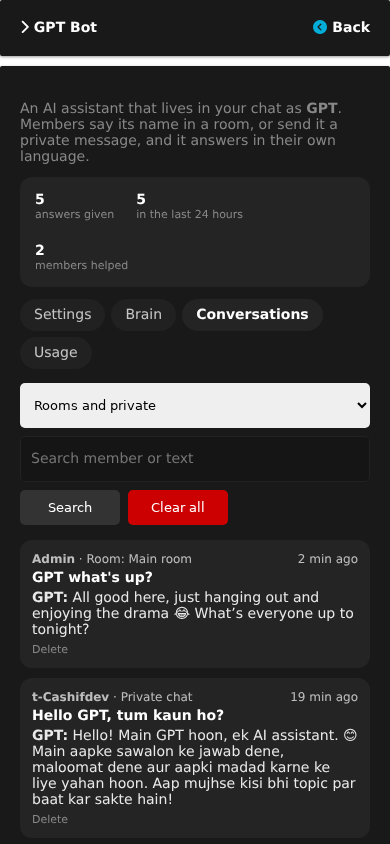 GPT Bot
Back
An AI assistant that lives in your chat as GPT.
Members say its name in a room, or send it a
private message, and it answers in their own
language.
5 5
answers given in the last 24 hours
2
members helped
Settings Brain Conversations
Usage
Rooms and private
Search member or text
Search Clear all
Admin · Room: Main room 2 min ago
GPT what's up?
GPT: All good here, just hanging out and
enjoying the drama 😂 What’s everyone up to
tonight?
Delete
t-Cashifdev · Private chat 19 min ago
Hello GPT, tum kaun ho?
GPT: Hello! Main GPT hoon, ek AI assistant. 😊
Main aapke sawalon ke jawab dene,
maloomat dene aur aapki madad karne ke
liye yahan hoon. Aap mujhse kisi bhi topic par
baat kar sakte hain!
Delete